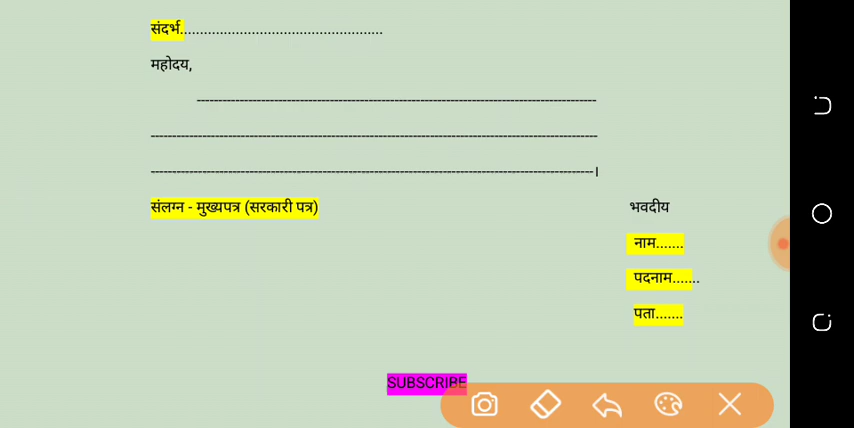 संदर्भ..................................................
महोदय,
---------------------------------------------------------------------------------------------
--------------------------------------------------------------------------------------------------------
-------------------------------------------------------------------------------------------------------।
संलग्न - मुख्यपत्र (सरकारी पत्र)
भवदीय
नाम.......
पदनाम.......
पता.......
SUBSCRIBE